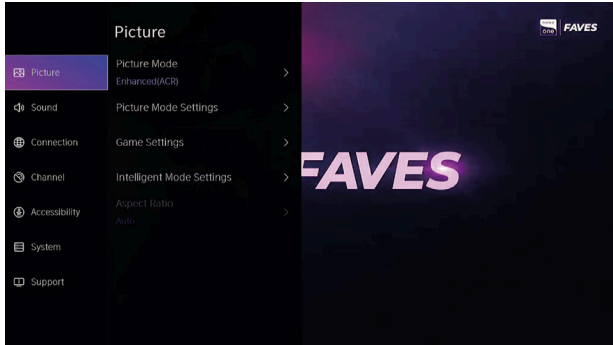 Picture
Sound
Connection
Channel
Accessibility
System
Support
Picture
Picture Mode
Enhanced(ACR)
Picture Mode Settings
Game Settings
Intelligent Mode Settings
Aspect Ratio
Auto
FAVES
one FAVES